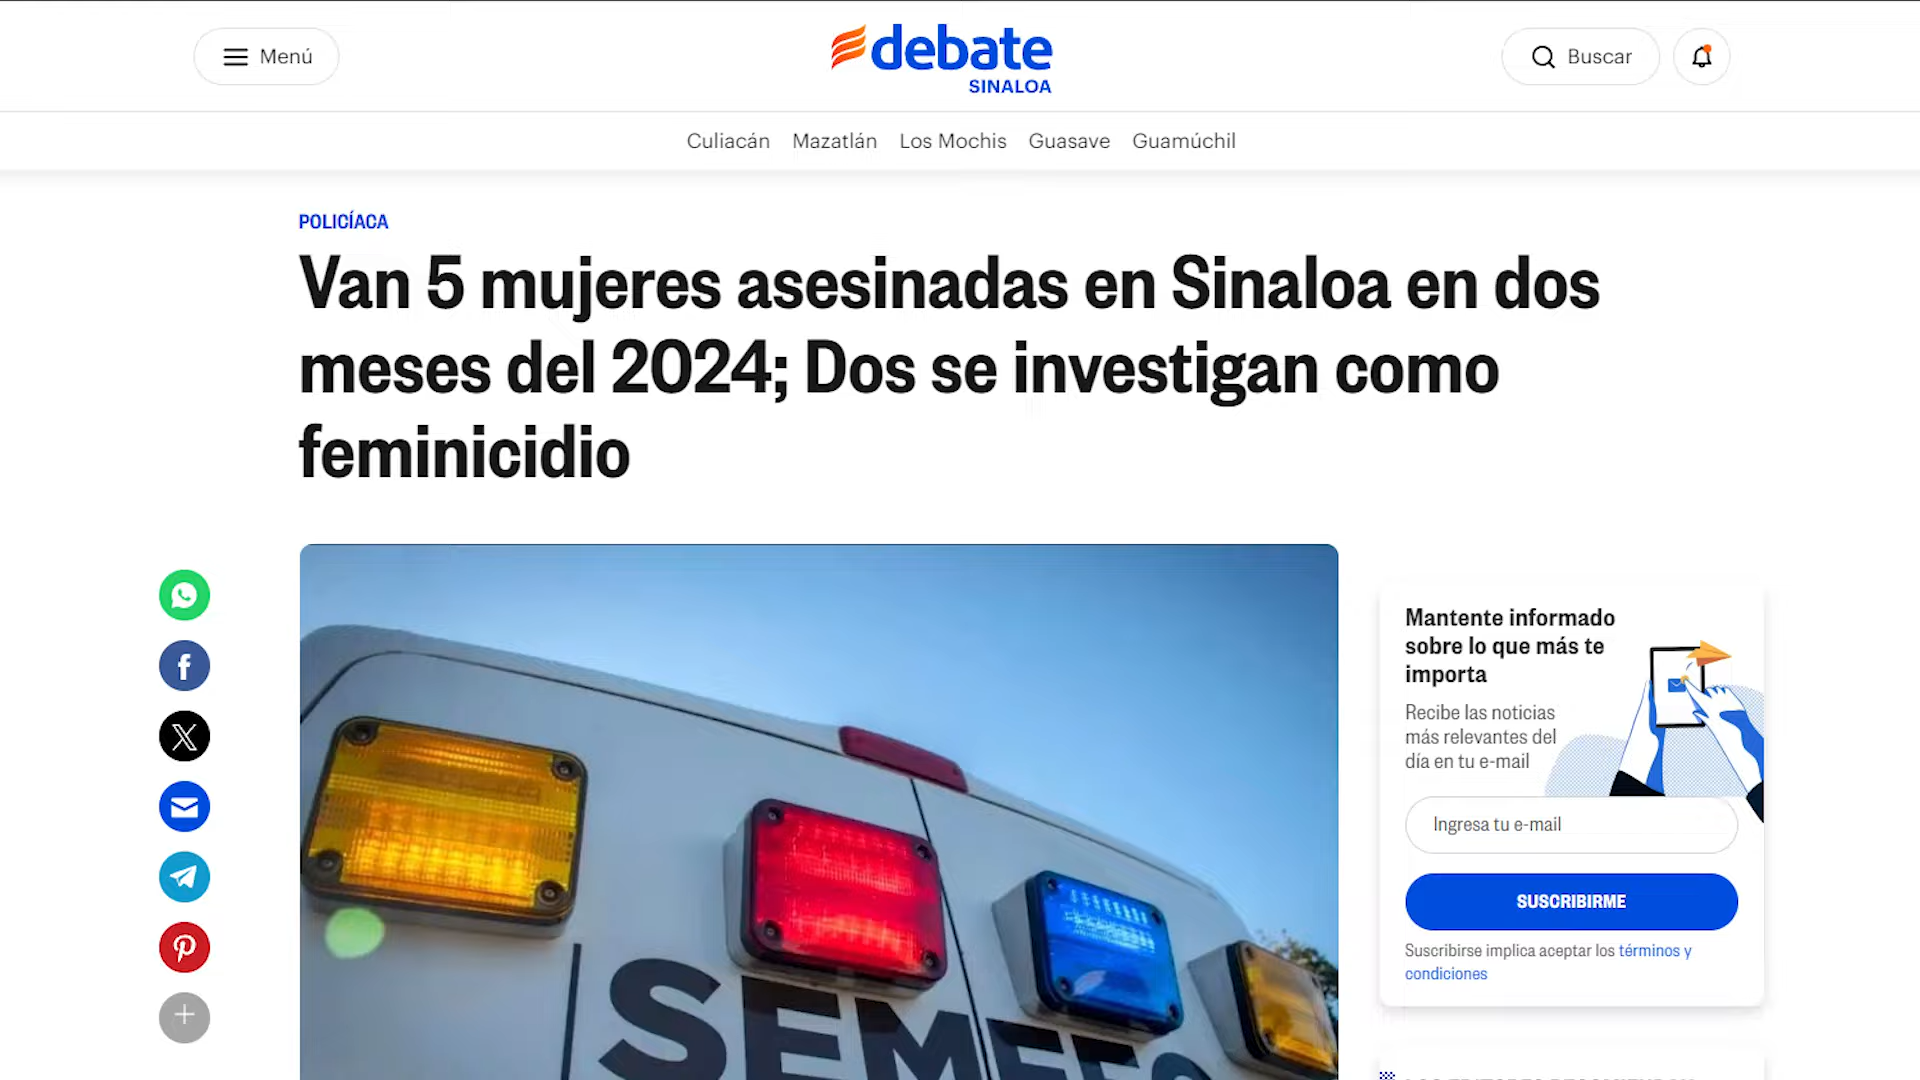 Menú
debate
SINALOA
Buscar
Culiacán Mazatlán Los Mochis Guasave Guamúchil
POLICÍACA
Van 5 mujeres asesinadas en Sinaloa en dos
meses del 2024; Dos se investigan como
feminicidio
Mantente informado
sobre lo que más te
importa
Recibe las noticias
más relevantes del
día en tu e-mail
Ingresa tu e-mail
SUSCRIBIRME
Suscribirse implica aceptar los términos y
condiciones
SEMEFO